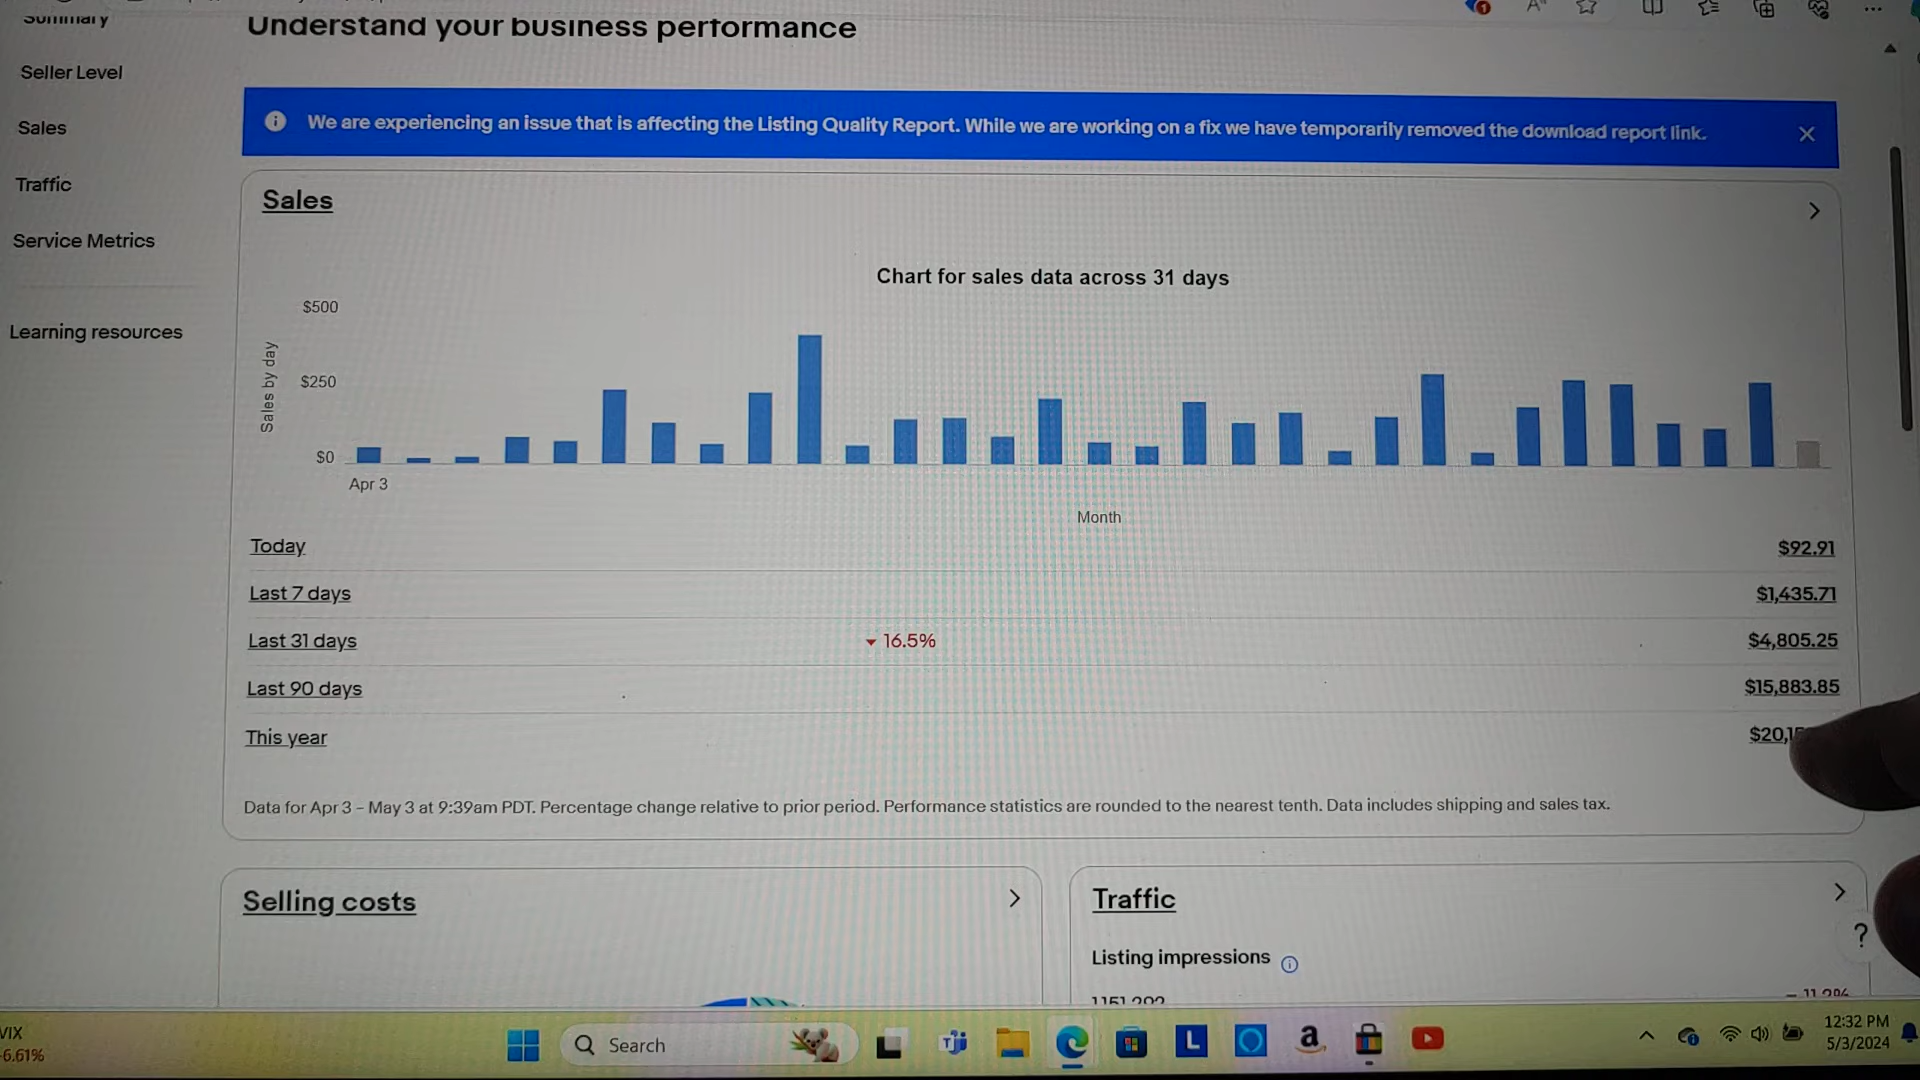 Summary
Understand your business performance
Seller Level
We are experiencing an issue that is affecting the Listing Quality Report. While we are working on a fix we have temporarily removed the download report link.
Sales
Traffic
Service Metrics
Learning resources
Sales
Chart for sales data across 31 days
$500
$250
$0
Sales by day
Apr 3
Month
Today $92.91
Last 7 days $1,435.71
Last 31 days 16.5% $4,805.25
Last 90 days $15,883.85
This year
Data for Apr 3 – May 3 at 9:39am PDT. Percentage change relative to prior period. Performance statistics are rounded to the nearest tenth. Data includes shipping and sales tax.
Selling costs
Traffic
Listing impressions
?
VIX
-6.61%
Search
12:32 PM
5/3/2024